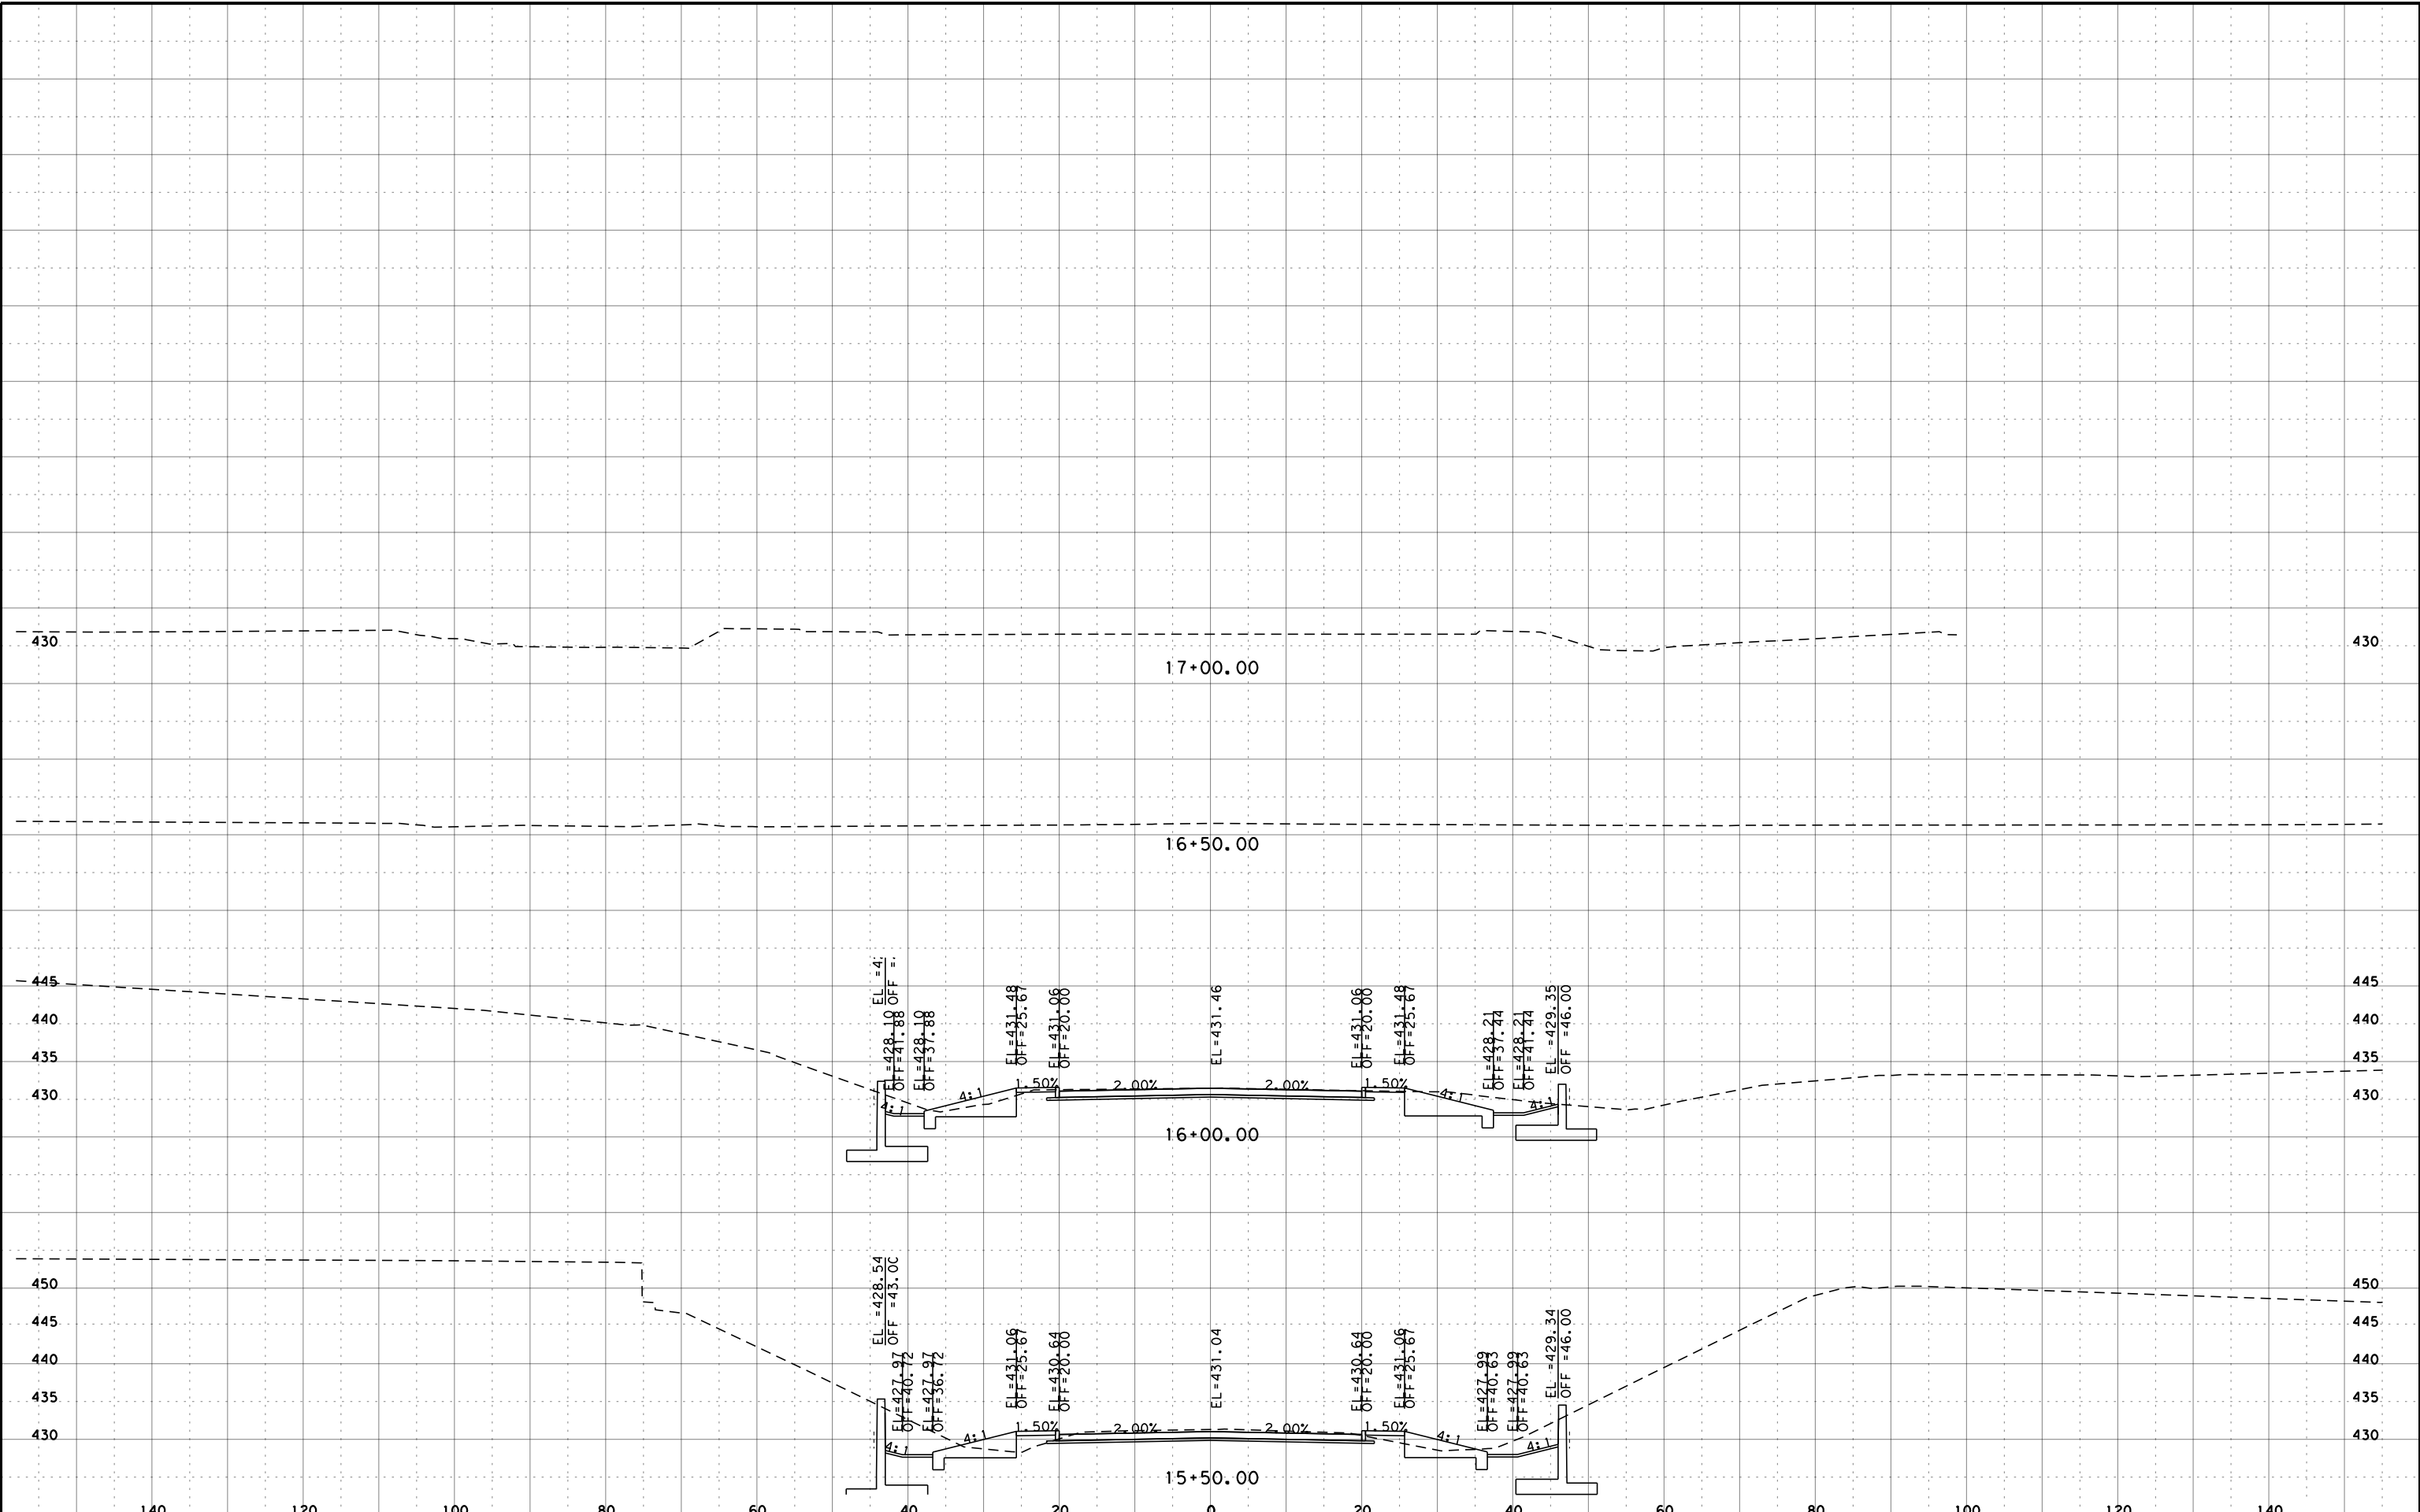 430 430
17+00.00
16+50.00
EL =4
OFF =
EL=428.10
OFF=41.88
EL=428.10
OFF=37.88
EL=431.48
OFF=25.67
EL=431.06
OFF=20.00
EL=431.46
EL=431.06
OFF=20.00
EL=431.48
OFF=25.67
EL=428.21
OFF=37.44
EL=428.21
OFF=41.44
EL =429.35
OFF =46.00
445 445
440 440
435 435
430 430
4:1 4:1 1.50% 2.00% 2.00% 1.50% 4:1 4:1
16+00.00
EL =428.54
OFF =43.00
EL=427.97
OFF=40.72
EL=427.97
OFF=36.72
EL=431.06
OFF=25.67
EL=430.64
OFF=20.00
EL=431.04
EL=430.64
OFF=20.00
EL=431.06
OFF=25.67
EL=427.99
OFF=40.63
EL=427.99
OFF=40.63
EL =429.34
OFF =46.00
450 450
445 445
440 440
435 435
430 430
4:1 4:1 1.50% 2.00% 2.00% 1.50% 4:1 4:1
15+50.00
140 120 100 80 60 40 20 0 20 40 60 80 100 120 140